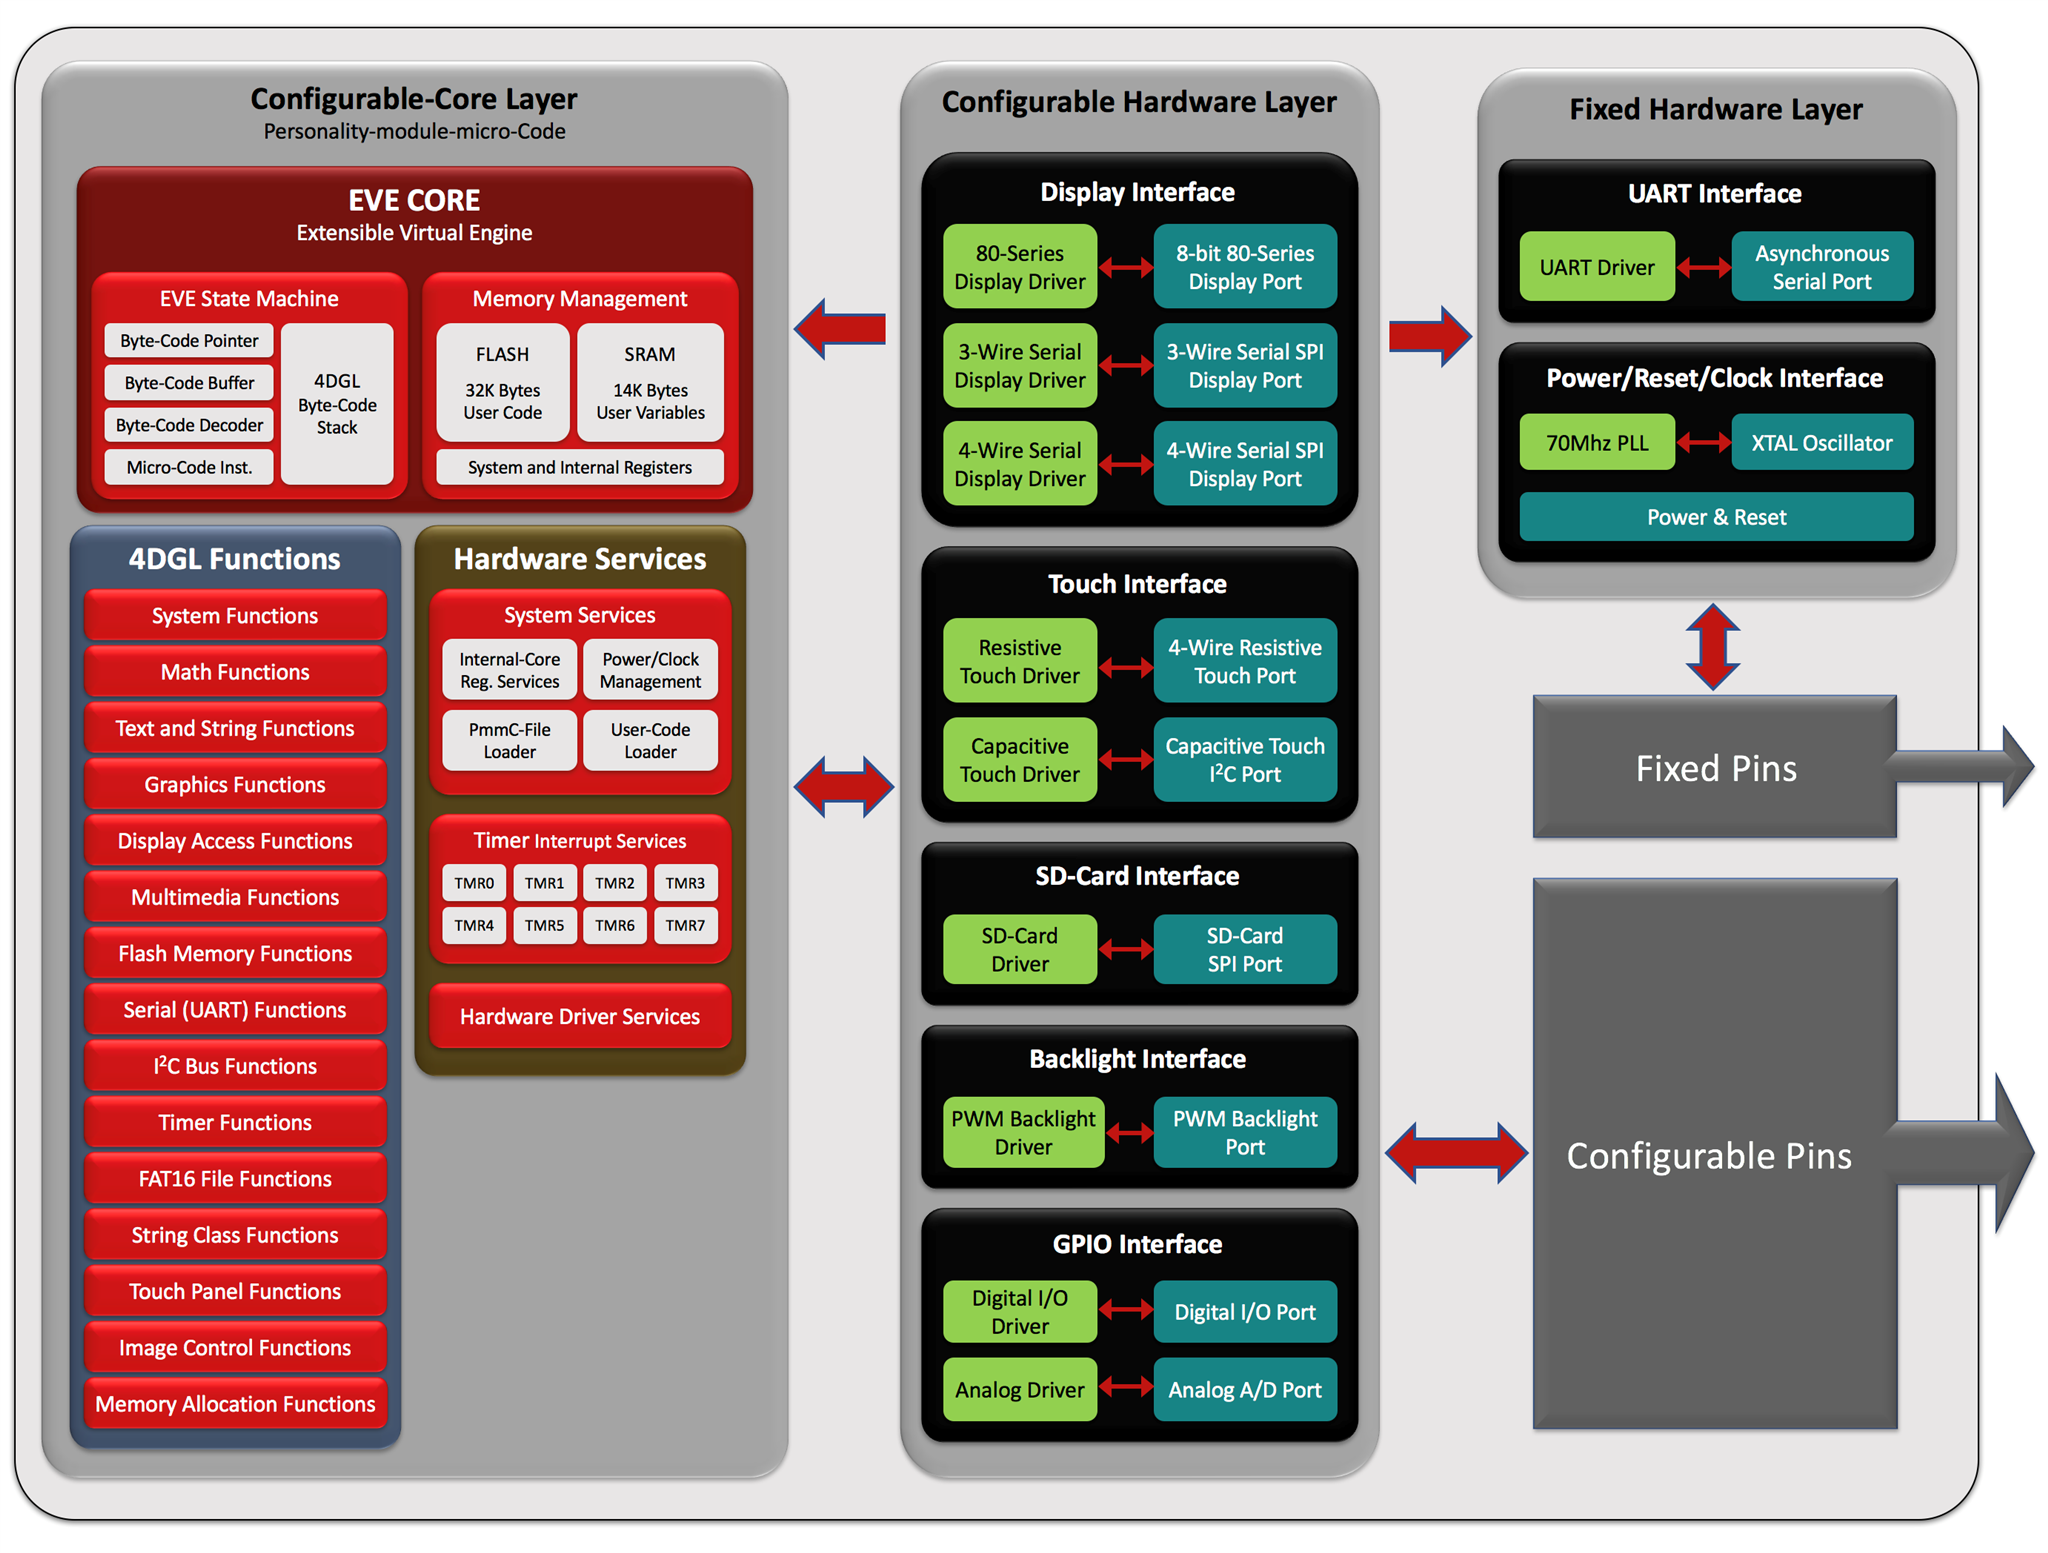 Configurable-Core Layer
Personality-module-micro-Code
EVE CORE
Extensible Virtual Engine
EVE State Machine
Byte-Code Pointer
Byte-Code Buffer
Byte-Code Decoder
Micro-Code Inst.
4DGL
Byte-Code
Stack
Memory Management
FLASH
32K Bytes
User Code
SRAM
14K Bytes
User Variables
System and Internal Registers
4DGL Functions
System Functions
Math Functions
Text and String Functions
Graphics Functions
Display Access Functions
Multimedia Functions
Flash Memory Functions
Serial (UART) Functions
I²C Bus Functions
Timer Functions
FAT16 File Functions
String Class Functions
Touch Panel Functions
Image Control Functions
Memory Allocation Functions
Hardware Services
System Services
Internal-Core
Reg. Services
Power/Clock
Management
PmmC-File
Loader
User-Code
Loader
Timer Interrupt Services
TMR0 TMR1 TMR2 TMR3
TMR4 TMR5 TMR6 TMR7
Hardware Driver Services
Configurable Hardware Layer
Display Interface
80-Series
Display Driver
8-bit 80-Series
Display Port
3-Wire Serial
Display Driver
3-Wire Serial SPI
Display Port
4-Wire Serial
Display Driver
4-Wire Serial SPI
Display Port
Touch Interface
Resistive
Touch Driver
4-Wire Resistive
Touch Port
Capacitive
Touch Driver
Capacitive Touch
I²C Port
SD-Card Interface
SD-Card
Driver
SD-Card
SPI Port
Backlight Interface
PWM Backlight
Driver
PWM Backlight
Port
GPIO Interface
Digital I/O
Driver
Digital I/O Port
Analog Driver
Analog A/D Port
Fixed Hardware Layer
UART Interface
UART Driver
Asynchronous
Serial Port
Power/Reset/Clock Interface
70Mhz PLL
XTAL Oscillator
Power & Reset
Fixed Pins
Configurable Pins